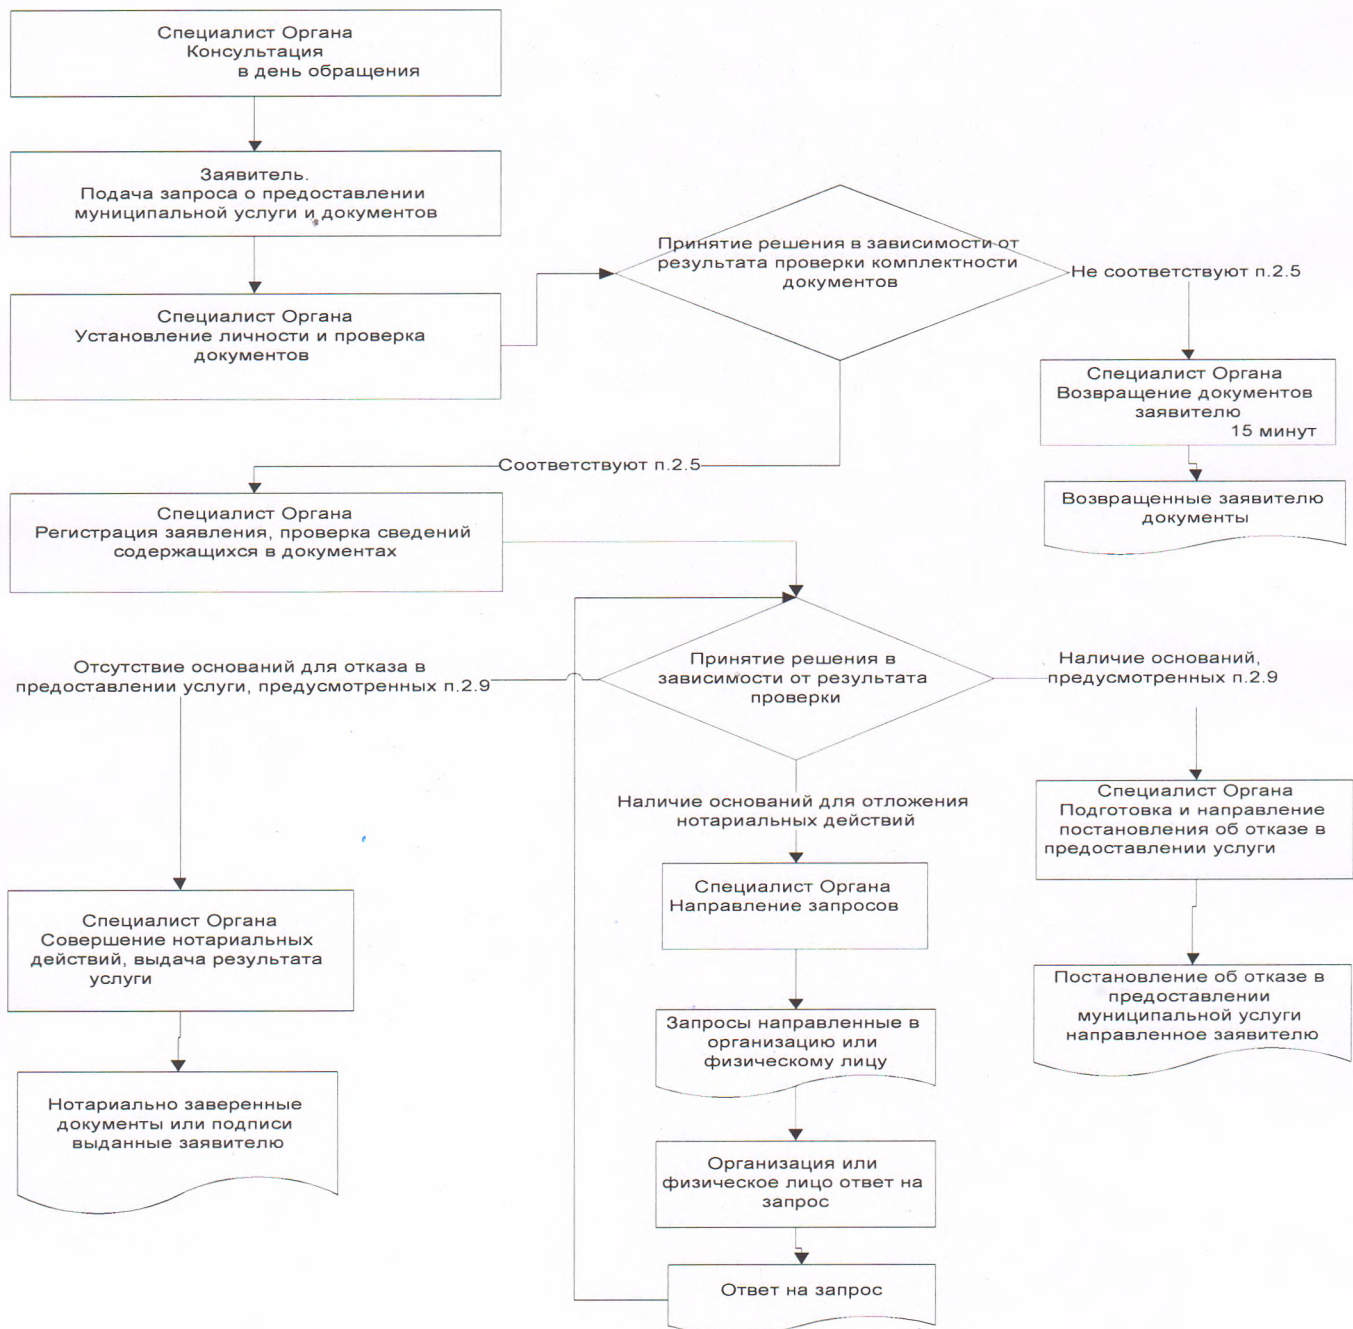 Специалист Органа
Консультация
в день обращения
Заявитель.
Подача запроса о предоставлении
муниципальной услуги и документов
Специалист Органа
Установление личности и проверка
документов
Принятие решения в зависимости от
результата проверки комплектности
документов
Не соответствуют п.2.5
Специалист Органа
Возвращение документов
заявителю
15 минут
Возвращенные заявителю
документы
Соответствуют п.2.5
Специалист Органа
Регистрация заявления, проверка сведений
содержащихся в документах
Принятие решения в
зависимости от результата
проверки
Отсутствие оснований для отказа в
предоставлении услуги, предусмотренных п.2.9
Наличие оснований,
предусмотренных п.2.9
Наличие оснований для отложения
нотариальных действий
Специалист Органа
Подготовка и направление
постановления об отказе в
предоставлении услуги
Специалист Органа
Направление запросов
Специалист Органа
Совершение нотариальных
действий, выдача результата
услуги
Постановление об отказе в
предоставлении
муниципальной услуги
направленное заявителю
Запросы направленные в
организацию или
физическому лицу
Нотариально заверенные
документы или подписи
выданные заявителю
Организация или
физическое лицо ответ на
запрос
Ответ на запрос